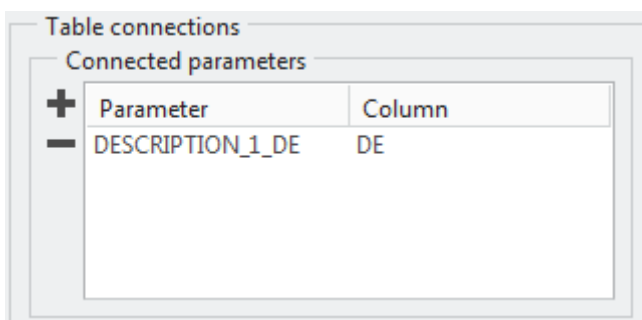 Table connections
Connected parameters
Parameter Column
DESCRIPTION_1_DE DE